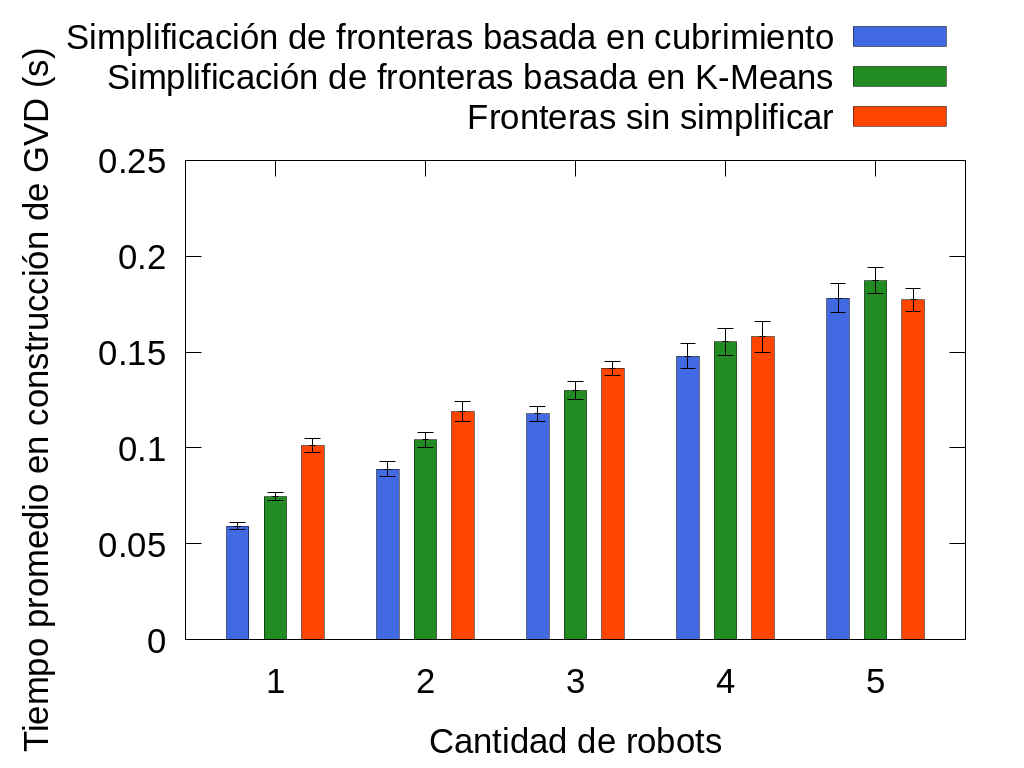 Simplificación de fronteras basada en cubrimiento
Simplificación de fronteras basada en K-Means
Fronteras sin simplificar
Tiempo promedio en construcción de GVD (s)
0.25
0.2
0.15
0.1
0.05
0
1 2 3 4 5
Cantidad de robots